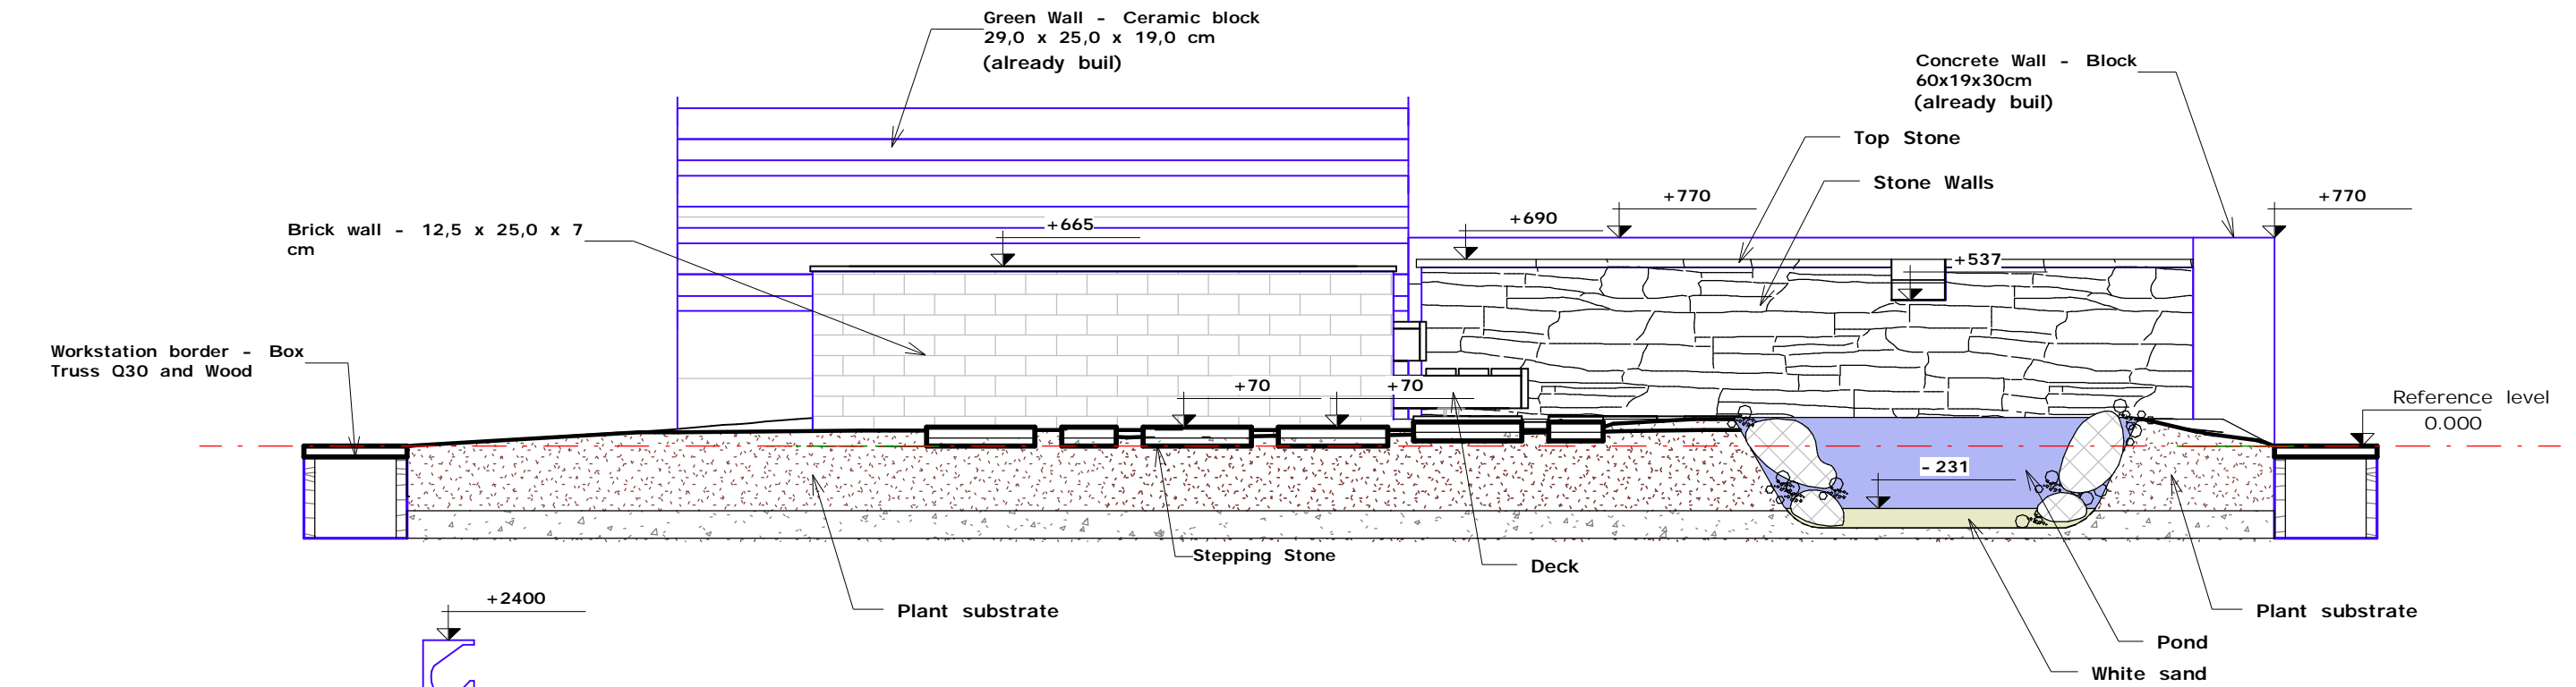 Green Wall - Ceramic block
29,0 x 25,0 x 19,0 cm
(already buil)
Concrete Wall - Block
60x19x30cm
(already buil)
Top Stone
Stone Walls
+770
+770
+690
+665
Brick wall - 12,5 x 25,0 x 7
cm
+537
Workstation border - Box
Truss Q30 and Wood
+70
+70
Reference level
0.000
-231
Stepping Stone
Deck
+2400
Plant substrate
Plant substrate
Pond
White sand